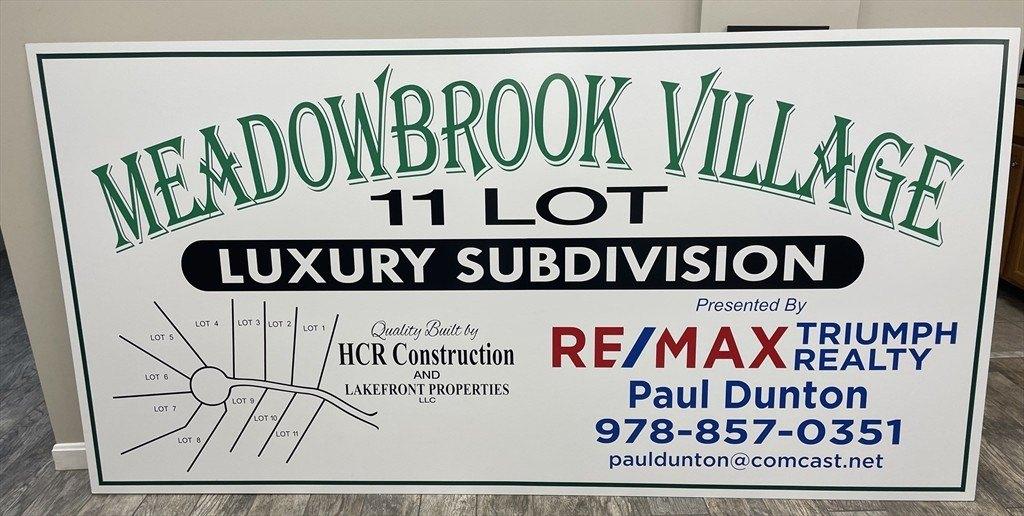 MEADOWBROOK VILLAGE
11 LOT
LUXURY SUBDIVISION
LOT 5
LOT 4
LOT 3
LOT 2
LOT 1
LOT 6
LOT 7
LOT 8
LOT 9
LOT 10
LOT 11
Quality Built by
HCR Construction
AND
LAKEFRONT PROPERTIES
LLC
Presented By
RE/MAX TRIUMPH
REALTY
Paul Dunton
978-857-0351
pauldunton@comcast.net